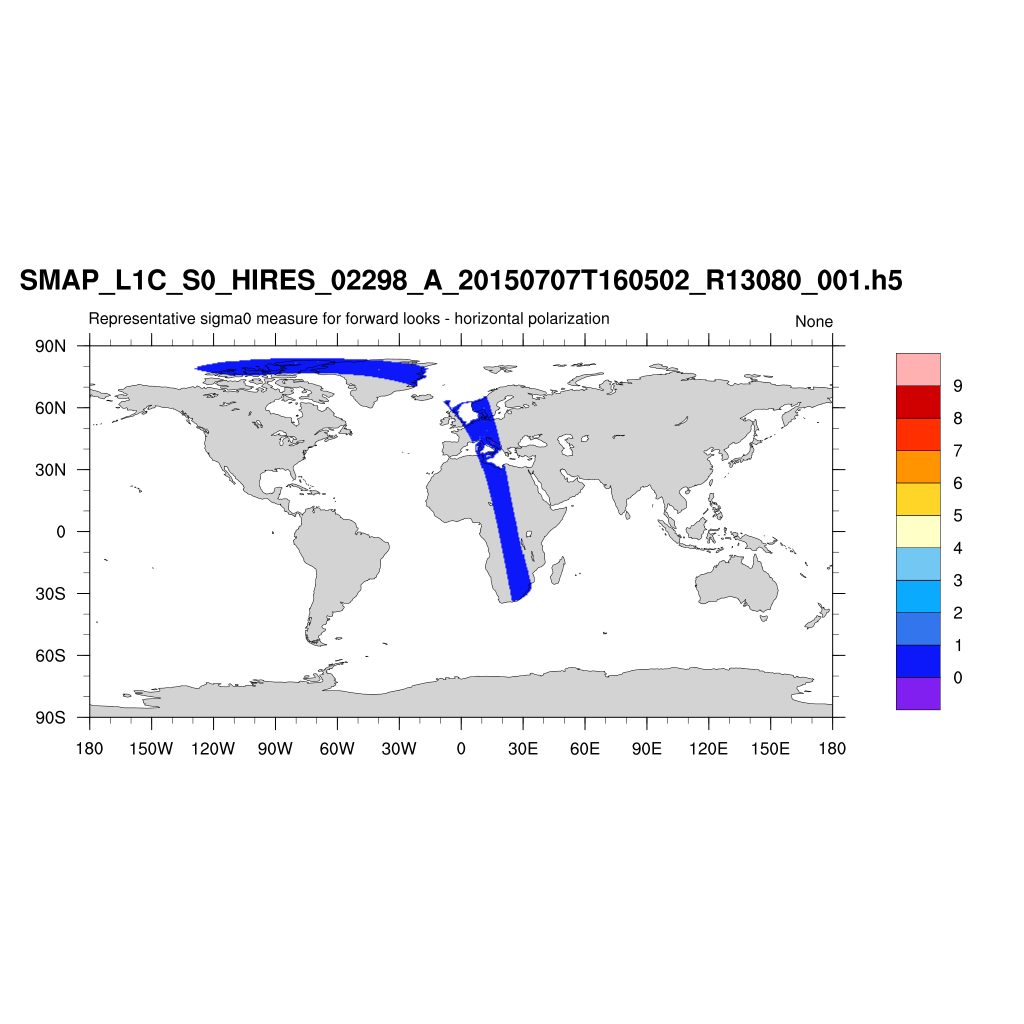 SMAP_L1C_S0_HIRES_02298_A_20150707T160502_R13080_001.h5
Representative sigma0 measure for forward looks - horizontal polarization None
90N
60N
30N
0
30S
60S
90S
180 150W 120W 90W 60W 30W 0 30E 60E 90E 120E 150E 180
9
8
7
6
5
4
3
2
1
0